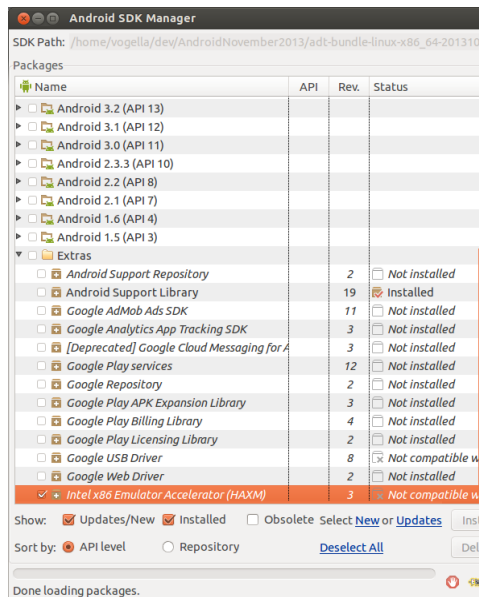 Android SDK Manager
SDK Path: /home/vogella/dev/AndroidNovember2013/adt-bundle-linux-x86_64-201310
Packages
Name API Rev. Status
Android 3.2 (API 13)
Android 3.1 (API 12)
Android 3.0 (API 11)
Android 2.3.3 (API 10)
Android 2.2 (API 8)
Android 2.1 (API 7)
Android 1.6 (API 4)
Android 1.5 (API 3)
Extras
Android Support Repository 2 Not installed
Android Support Library 19 Installed
Google AdMob Ads SDK 11 Not installed
Google Analytics App Tracking SDK 3 Not installed
[Deprecated] Google Cloud Messaging for A 3 Not installed
Google Play services 12 Not installed
Google Repository 2 Not installed
Google Play APK Expansion Library 3 Not installed
Google Play Billing Library 4 Not installed
Google Play Licensing Library 2 Not installed
Google USB Driver 8 Not compatible w
Google Web Driver 2 Not installed
Intel x86 Emulator Accelerator (HAXM) 3 Not compatible w
Show: Updates/New Installed Obsolete Select New or Updates Inst
Sort by: API level Repository Deselect All Del
Done loading packages.